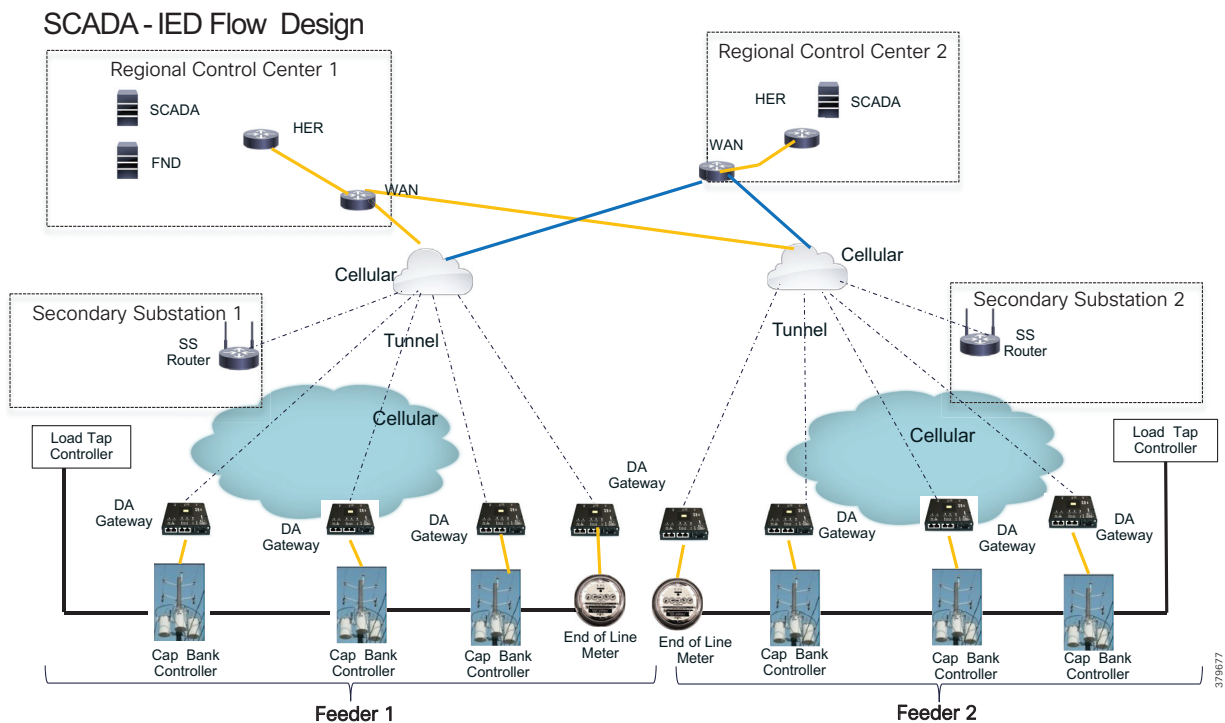 SCADA - IED Flow Design
Regional Control Center 1
SCADA
HER
FND
WAN
Regional Control Center 2
HER
SCADA
WAN
Cellular
Cellular
Secondary Substation 1
SS
Router
Tunnel
Tunnel
Secondary Substation 2
SS
Router
Cellular
Cellular
Load Tap
Controller
Load Tap
Controller
DA
Gateway
DA
Gateway
DA
Gateway
DA
Gateway
DA
Gateway
DA
Gateway
DA
Gateway
DA
Gateway
Cap Bank
Controller
Cap Bank
Controller
Cap Bank
Controller
End of Line
Meter
End of Line
Meter
Cap Bank
Controller
Cap Bank
Controller
Cap Bank
Controller
Feeder 1
Feeder 2
379677